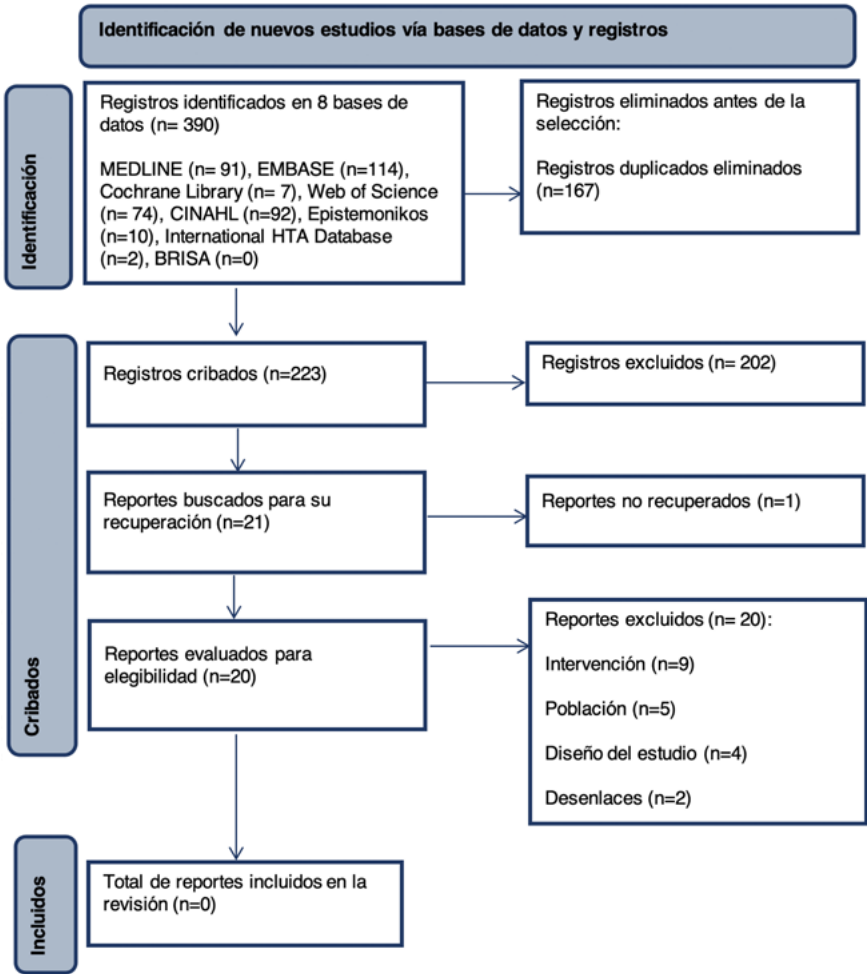 Identificación de nuevos estudios vía bases de datos y registros
Identificación
Registros identificados en 8 bases de
datos (n= 390)
MEDLINE (n= 91), EMBASE (n=114),
Cochrane Library (n= 7), Web of Science
(n= 74), CINAHL (n=92), Epistemonikos
(n=10), International HTA Database
(n=2), BRISA (n=0)
Registros eliminados antes de la
selección:
Registros duplicados eliminados
(n=167)
Cribados
Registros cribados (n=223)
Registros excluidos (n= 202)
Reportes buscados para su
recuperación (n=21)
Reportes no recuperados (n=1)
Reportes evaluados para
elegibilidad (n=20)
Reportes excluidos (n= 20):
Intervención (n=9)
Población (n=5)
Diseño del estudio (n=4)
Desenlaces (n=2)
Incluidos
Total de reportes incluidos en la
revisión (n=0)